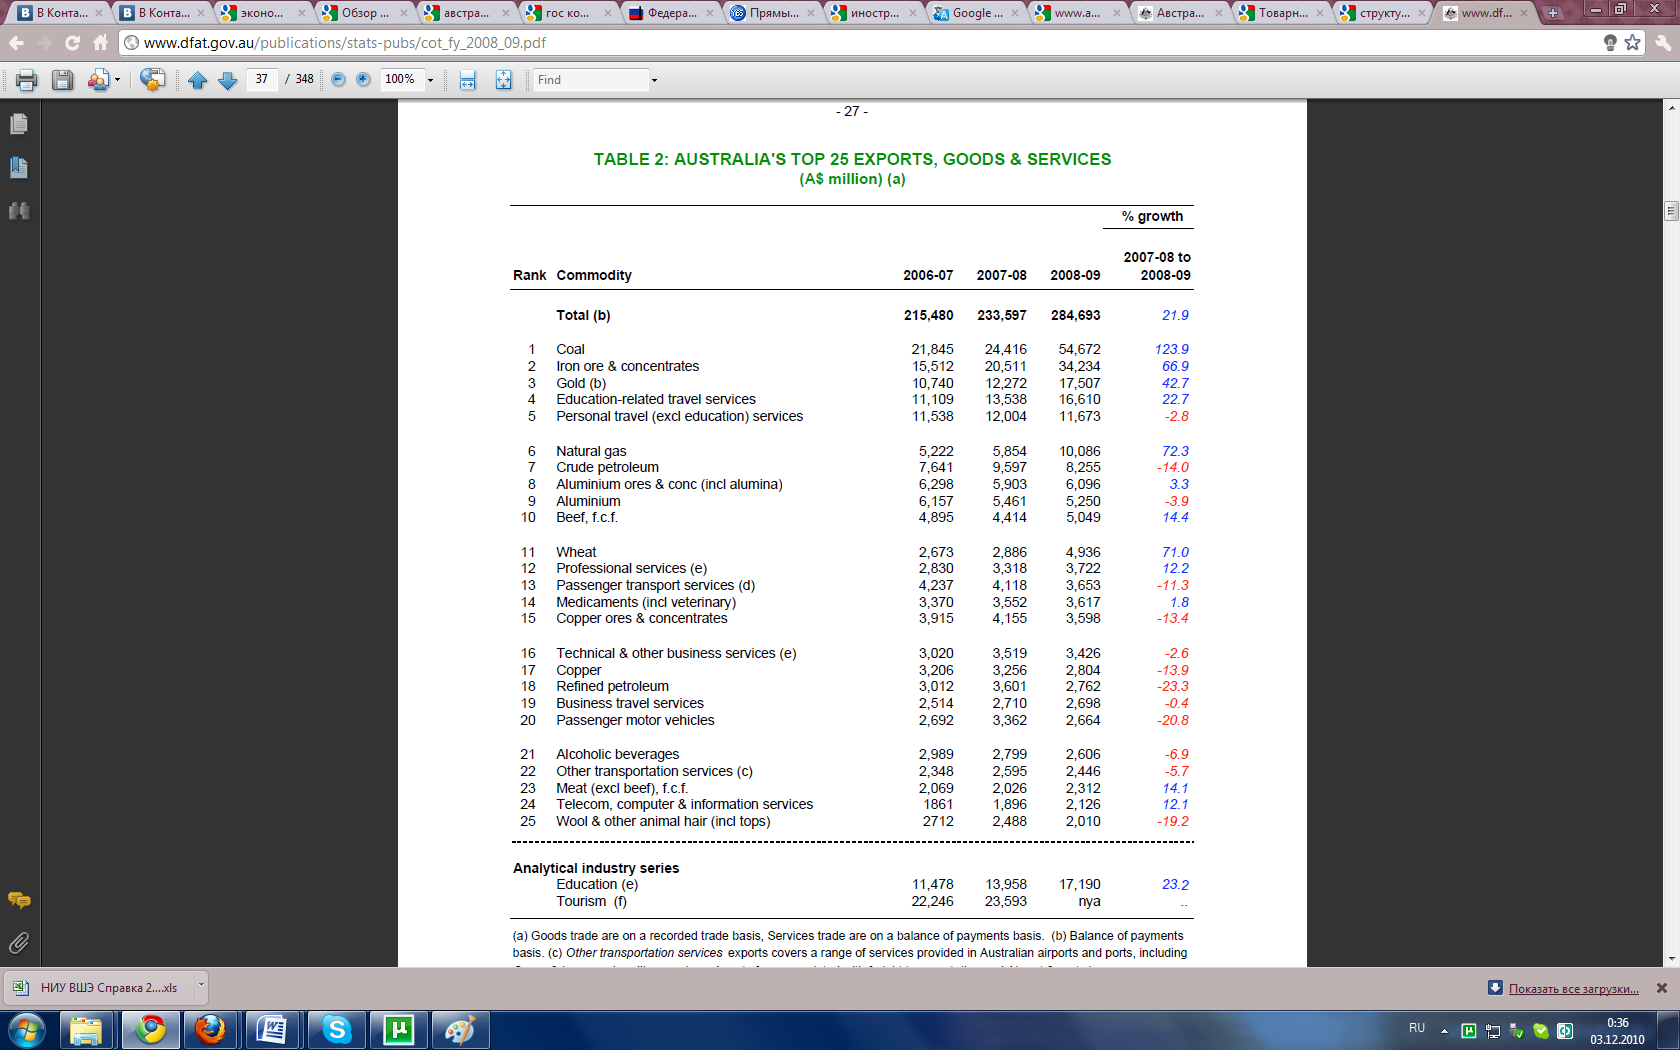 В Конта...
В Конта...
эконо...
Обзор ...
австра...
гос ко...
Федера...
Прямы...
иностр...
Google ...
www.a...
Австра...
Товарн...
структу...
www.df...
www.dfat.gov.au/publications/stats-pubs/cot_fy_2008_09.pdf
37 / 348 100% Find
- 27 -
TABLE 2: AUSTRALIA'S TOP 25 EXPORTS, GOODS & SERVICES
(A$ million) (a)
% growth
2007-08 to
Rank Commodity 2006-07 2007-08 2008-09 2008-09
Total (b) 215,480 233,597 284,693 21.9
1 Coal 21,845 24,416 54,672 123.9
2 Iron ore & concentrates 15,512 20,511 34,234 66.9
3 Gold (b) 10,740 12,272 17,507 42.7
4 Education-related travel services 11,109 13,538 16,610 22.7
5 Personal travel (excl education) services 11,538 12,004 11,673 -2.8
6 Natural gas 5,222 5,854 10,086 72.3
7 Crude petroleum 7,641 9,597 8,255 -14.0
8 Aluminium ores & conc (incl alumina) 6,298 5,903 6,096 3.3
9 Aluminium 6,157 5,461 5,250 -3.9
10 Beef, f.c.f. 4,895 4,414 5,049 14.4
11 Wheat 2,673 2,886 4,936 71.0
12 Professional services (e) 2,830 3,318 3,722 12.2
13 Passenger transport services (d) 4,237 4,118 3,653 -11.3
14 Medicaments (incl veterinary) 3,370 3,552 3,617 1.8
15 Copper ores & concentrates 3,915 4,155 3,598 -13.4
16 Technical & other business services (e) 3,020 3,519 3,426 -2.6
17 Copper 3,206 3,256 2,804 -13.9
18 Refined petroleum 3,012 3,601 2,762 -23.3
19 Business travel services 2,514 2,710 2,698 -0.4
20 Passenger motor vehicles 2,692 3,362 2,664 -20.8
21 Alcoholic beverages 2,989 2,799 2,606 -6.9
22 Other transportation services (c) 2,348 2,595 2,446 -5.7
23 Meat (excl beef), f.c.f. 2,069 2,026 2,312 14.1
24 Telecom, computer & information services 1861 1,896 2,126 12.1
25 Wool & other animal hair (incl tops) 2712 2,488 2,010 -19.2
Analytical industry series
Education (e) 11,478 13,958 17,190 23.2
Tourism (f) 22,246 23,593 nya ..
(a) Goods trade are on a recorded trade basis, Services trade are on a balance of payments basis. (b) Balance of payments
basis. (c) Other transportation services exports covers a range of services provided in Australian airports and ports, including
НИУ ВШЭ Справка 2....xls
Показать все загрузки...
RU
0:36
03.12.2010